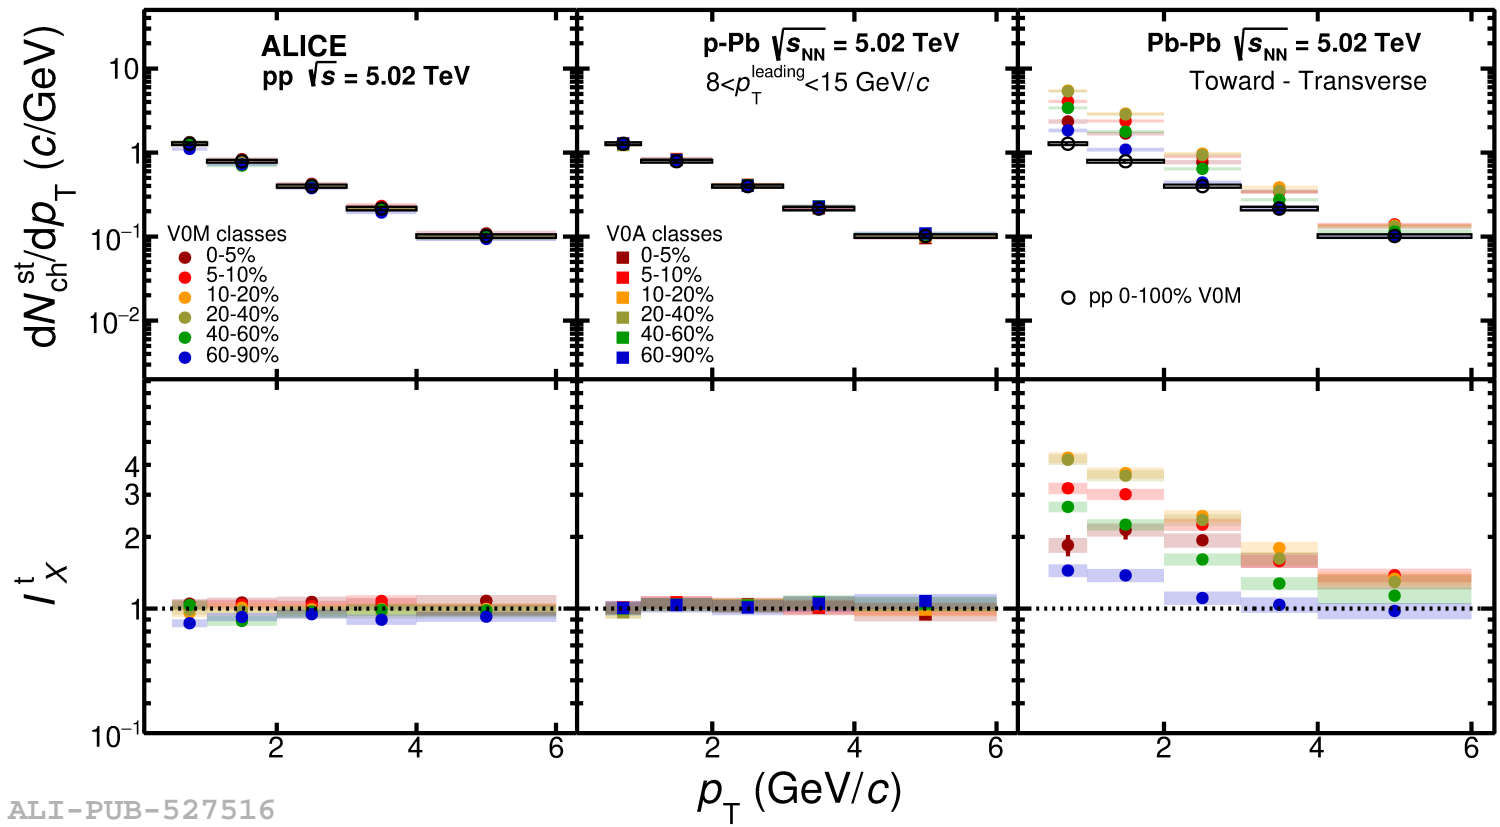 ALICE
pp √s = 5.02 TeV
p-Pb √sNN = 5.02 TeV
8<pTleading<15 GeV/c
Pb-Pb √sNN = 5.02 TeV
Toward - Transverse
dNchst/dpT (c/GeV)
10
1
10−1
10−2
V0M classes
0-5%
5-10%
10-20%
20-40%
40-60%
60-90%
V0A classes
0-5%
5-10%
10-20%
20-40%
40-60%
60-90%
pp 0-100% V0M
IXt
4
3
2
1
10−1
2 4 6
2 4 6
2 4 6
pT (GeV/c)
ALI-PUB-527516